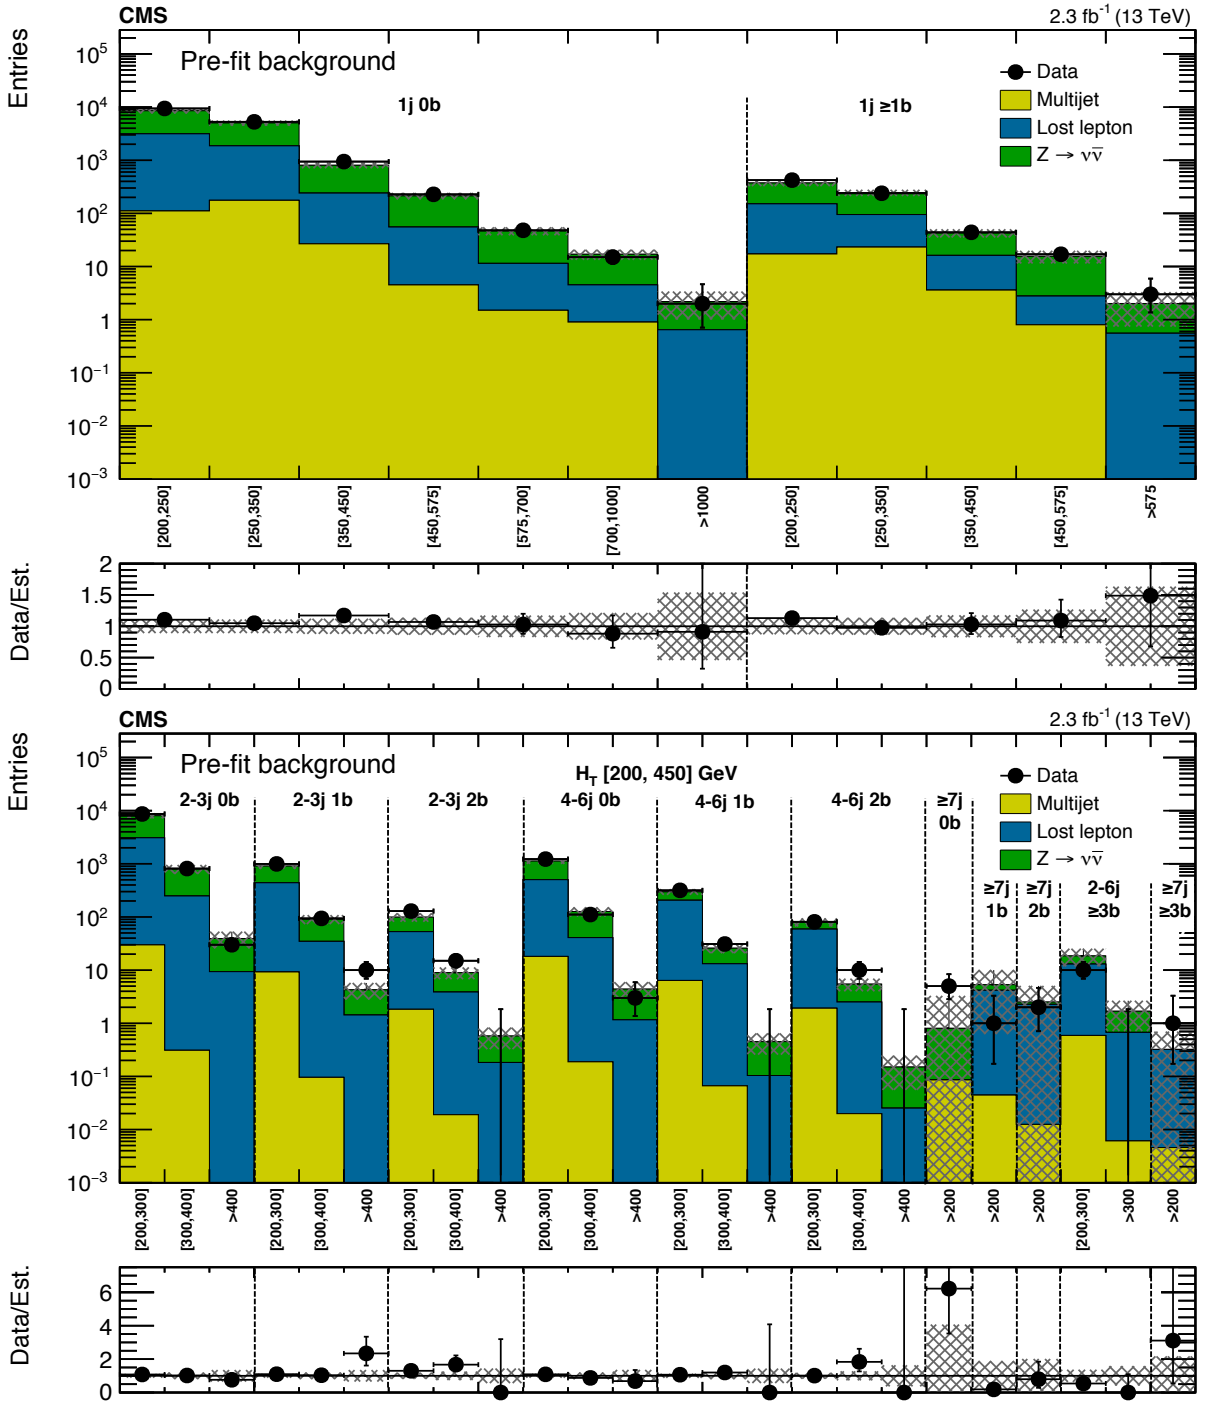 CMS 2.3 fb⁻¹ (13 TeV)
Entries
Pre-fit background
1j 0b
1j ≥1b
Data
Multijet
Lost lepton
Z → νν̅
10⁵
10⁴
10³
10²
10
1
10⁻¹
10⁻²
10⁻³
[200,250] [250,350] [350,450] [450,575] [575,700] [700,1000] >1000 [200,250] [250,350] [350,450] [450,575] >575
Data/Est.
2
1.5
1
0.5
0
CMS 2.3 fb⁻¹ (13 TeV)
Entries
Pre-fit background
H_T [200, 450] GeV
Data
Multijet
Lost lepton
Z → νν̅
2-3j 0b 2-3j 1b 2-3j 2b 4-6j 0b 4-6j 1b 4-6j 2b
≥7j
0b
≥7j
1b
≥7j
2b
2-6j
≥3b
≥7j
≥3b
10⁵
10⁴
10³
10²
10
1
10⁻¹
10⁻²
10⁻³
[200,300] [300,400] >400 [200,300] [300,400] >400 [200,300] [300,400] >400 [200,300] [300,400] >400 [200,300] [300,400] >400 [200,300] [300,400] >400 >200 >200 >200 [200,300] >300 >200
Data/Est.
6
4
2
0